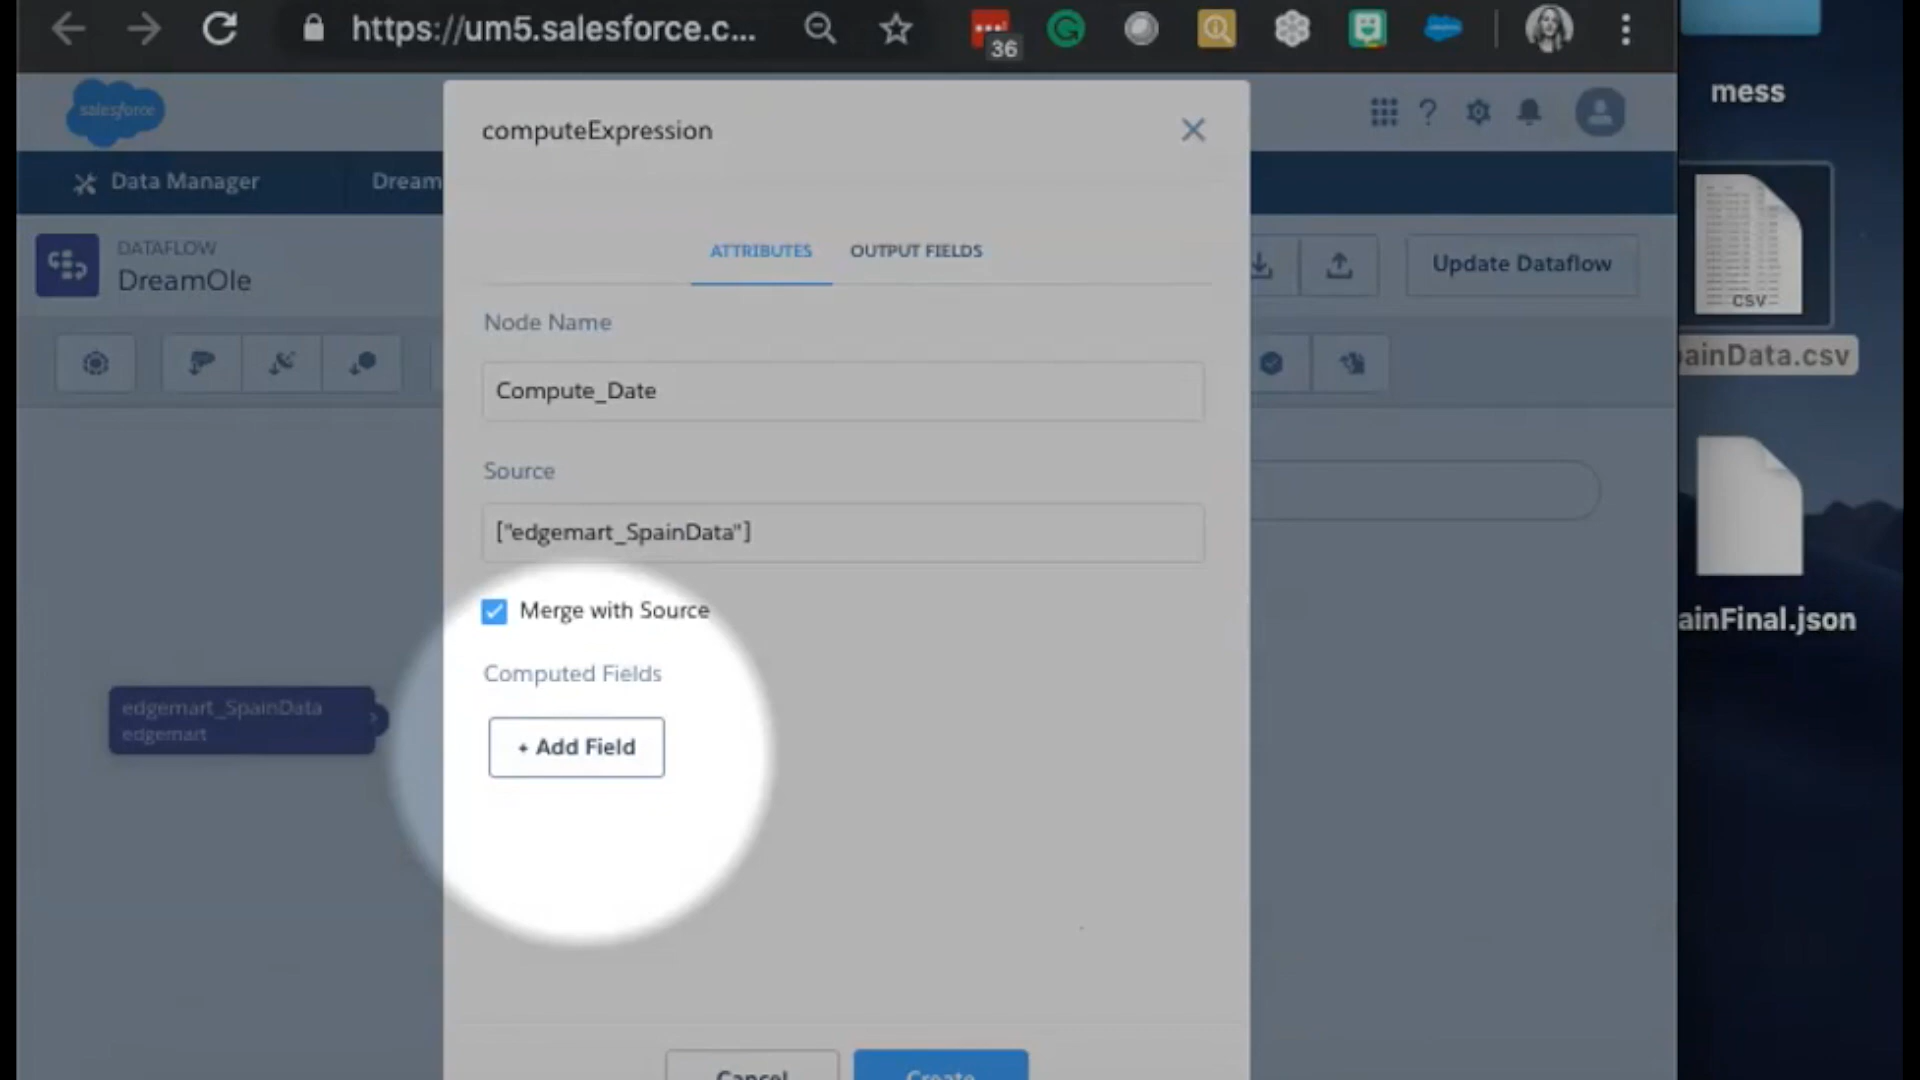 https://um5.salesforce.c...
36
salesforce
mess
computeExpression
Data Manager
Dream
ATTRIBUTES
OUTPUT FIELDS
DATAFLOW
DreamOle
Update Dataflow
CSV
Node Name
ainData.csv
Compute_Date
Source
["edgemart_SpainData"]
Merge with Source
ainFinal.json
Computed Fields
edgemart_SpainData
edgemart
+ Add Field
Cancel
Create